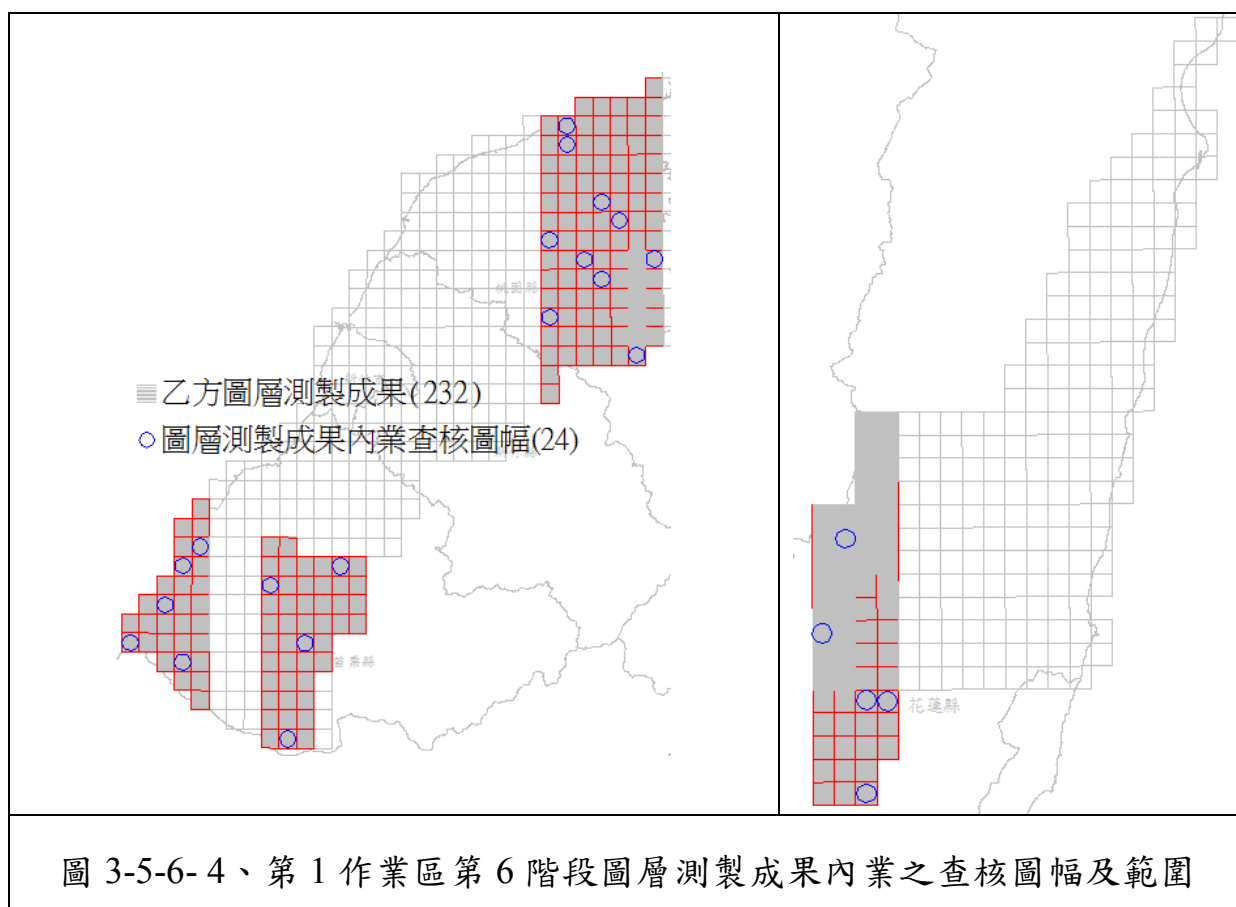 桃園縣
乙方圖層測製成果(232)
圖層測製成果內業查核圖幅(24)
苗栗縣
花蓮縣
圖 3-5-6- 4、第 1 作業區第 6 階段圖層測製成果內業之查核圖幅及範圍